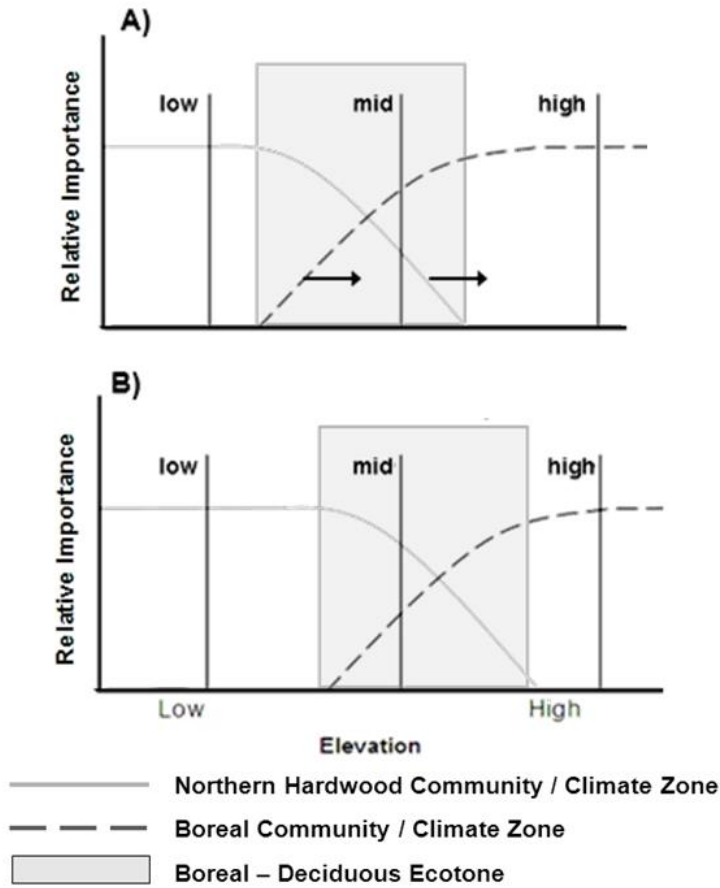 A)
Relative Importance
low mid high
B)
Relative Importance
low mid high
Low High
Elevation
Northern Hardwood Community / Climate Zone
Boreal Community / Climate Zone
Boreal – Deciduous Ecotone